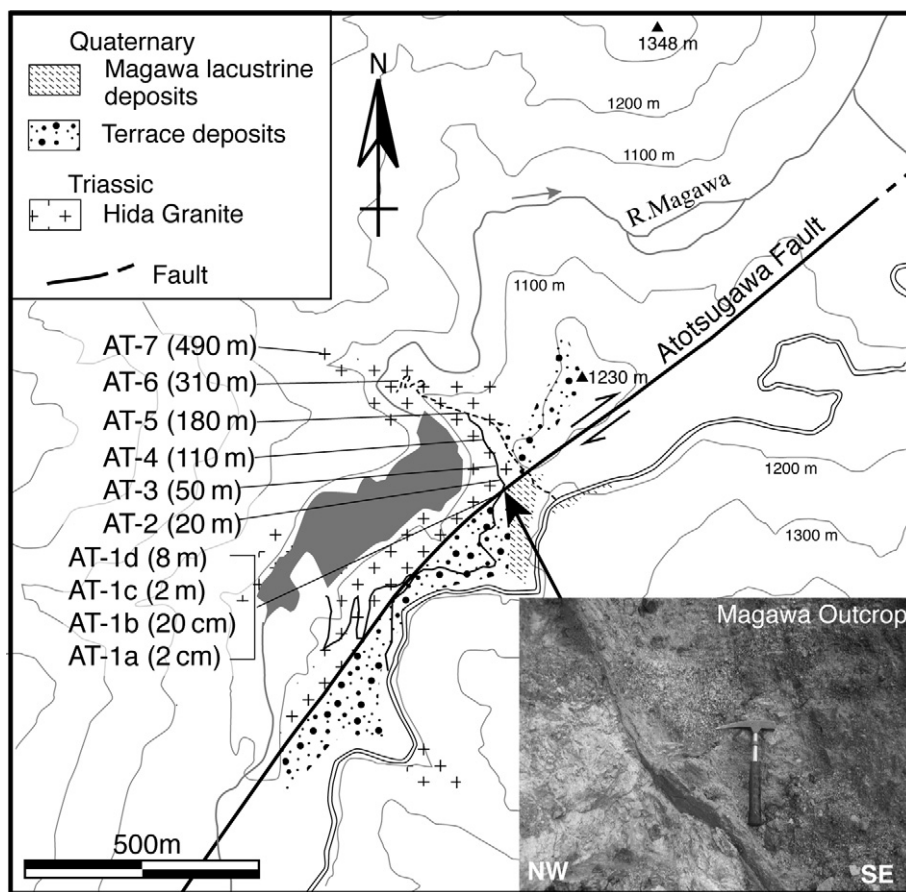 Quaternary
Magawa lacustrine
deposits
Terrace deposits
Triassic
Hida Granite
Fault
N
1348 m
1200 m
1100 m
R.Magawa
Atotsugawa Fault
1100 m
1230 m
1200 m
1300 m
AT-7 (490 m)
AT-6 (310 m)
AT-5 (180 m)
AT-4 (110 m)
AT-3 (50 m)
AT-2 (20 m)
AT-1d (8 m)
AT-1c (2 m)
AT-1b (20 cm)
AT-1a (2 cm)
Magawa Outcrop
NW
SE
500m